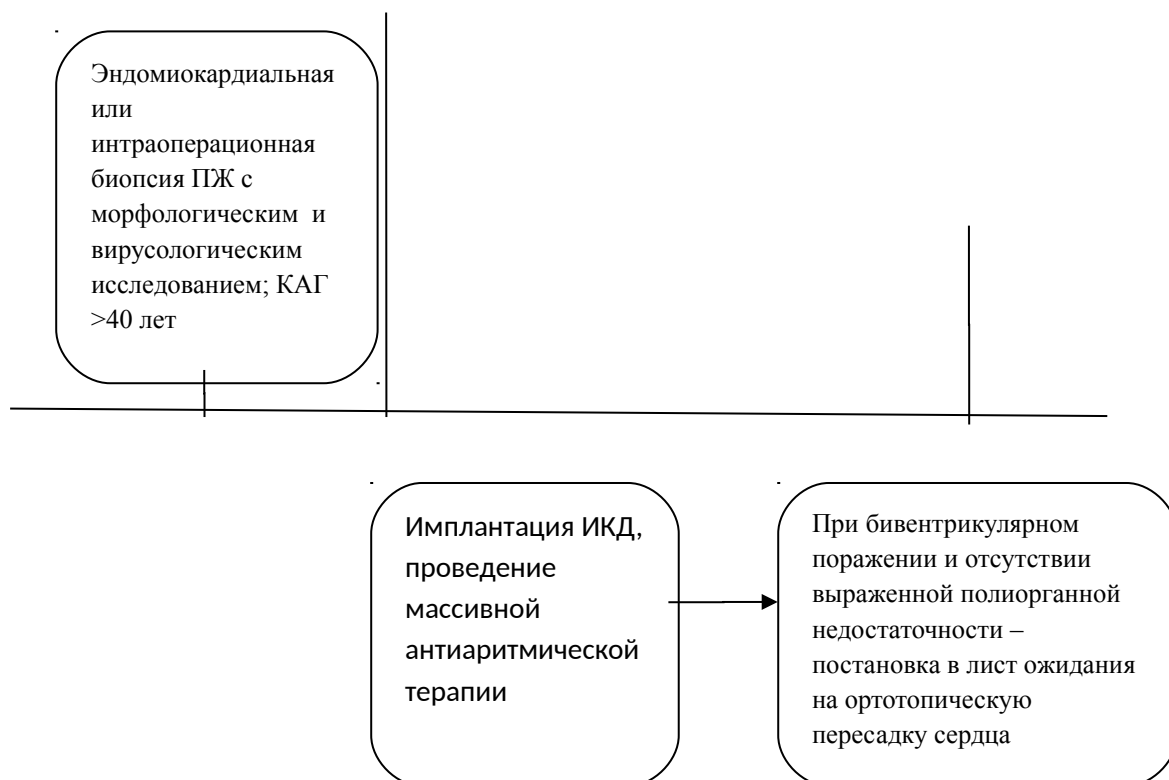 Эндомиокардиальная
или
интраоперационная
биопсия ПЖ с
морфологическим и
вирусологическим
исследованием; КАГ
>40 лет
Имплантация ИКД,
проведение
массивной
антиаритмической
терапии
При бивентрикулярном
поражении и отсутствии
выраженной полиорганной
недостаточности –
постановка в лист ожидания
на ортотопическую
пересадку сердца